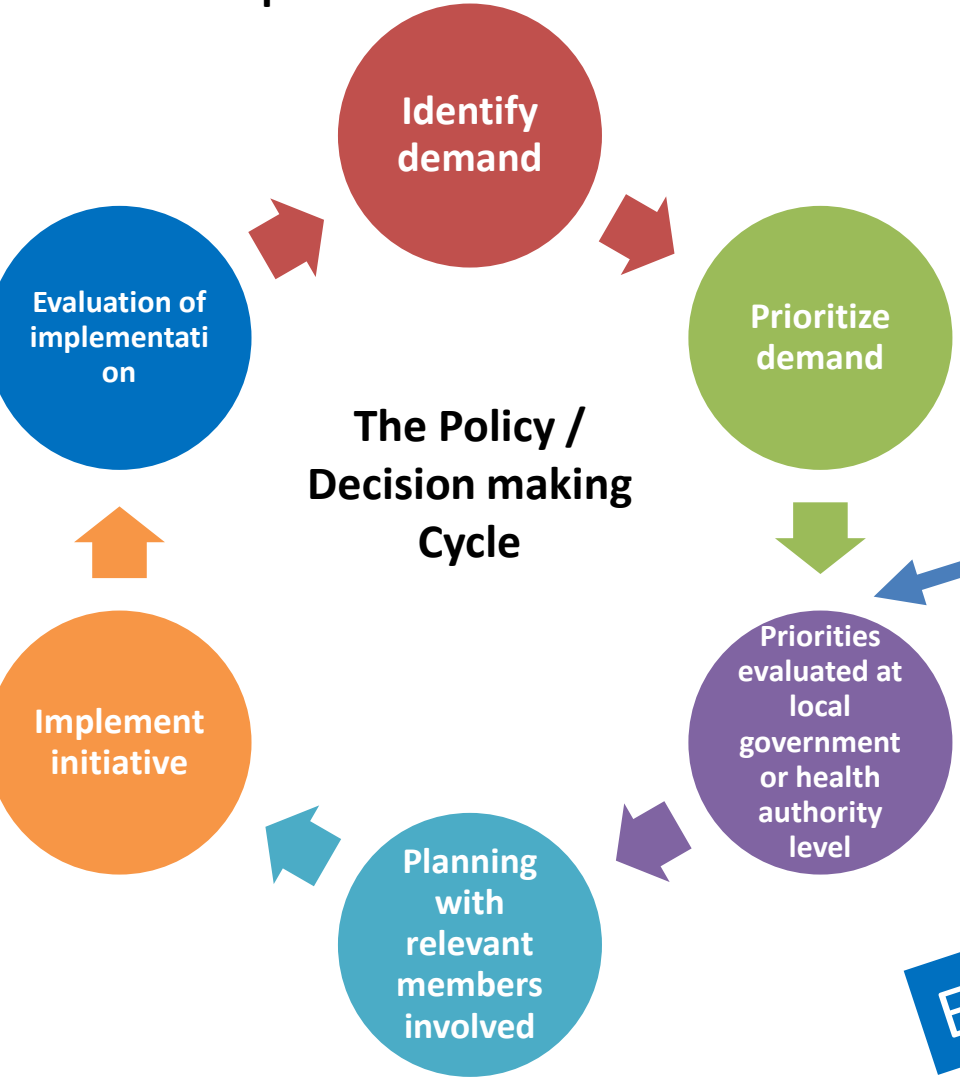 Identify
demand
Prioritize
demand
Priorities
evaluated at
local
government
or health
authority
level
Planning
with
relevant
members
involved
Implement
initiative
Evaluation of
implementati
on
The Policy /
Decision making
Cycle